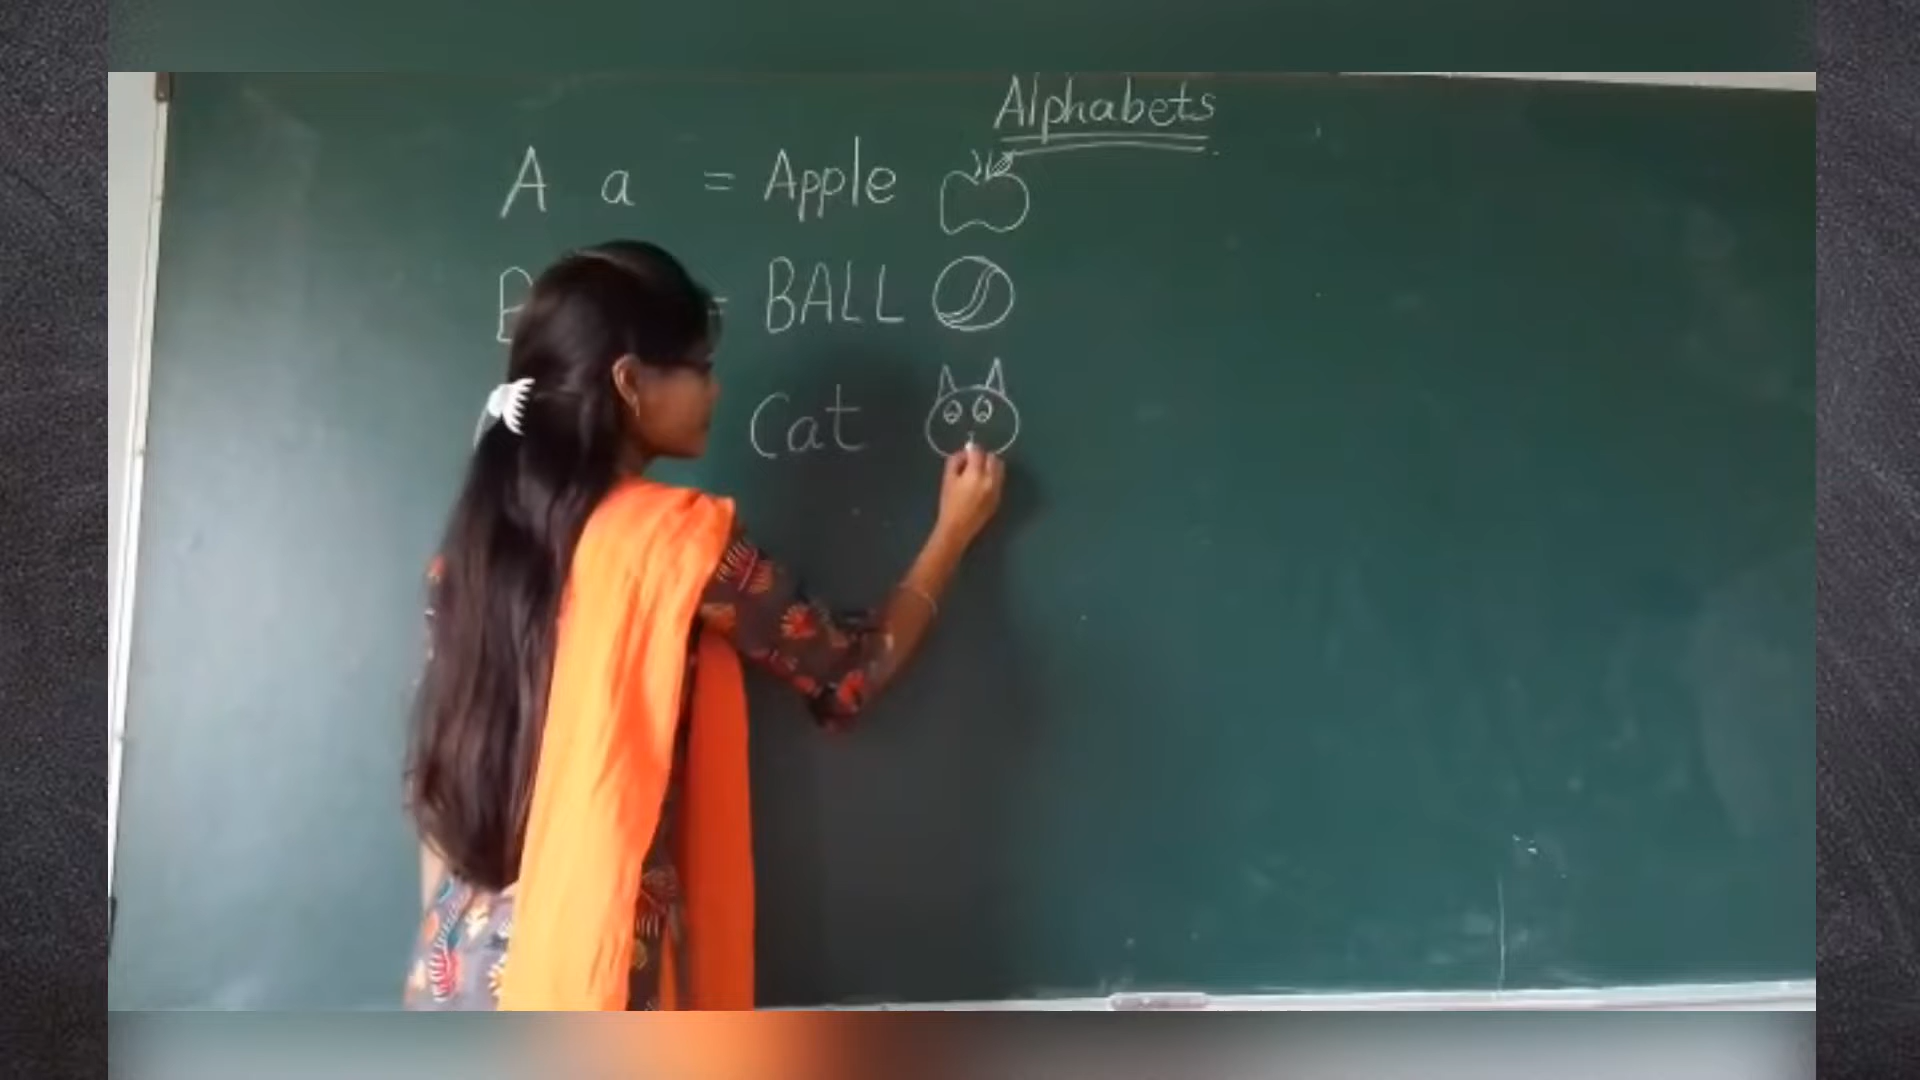 Alphabets
A a = Apple
B = BALL
Cat